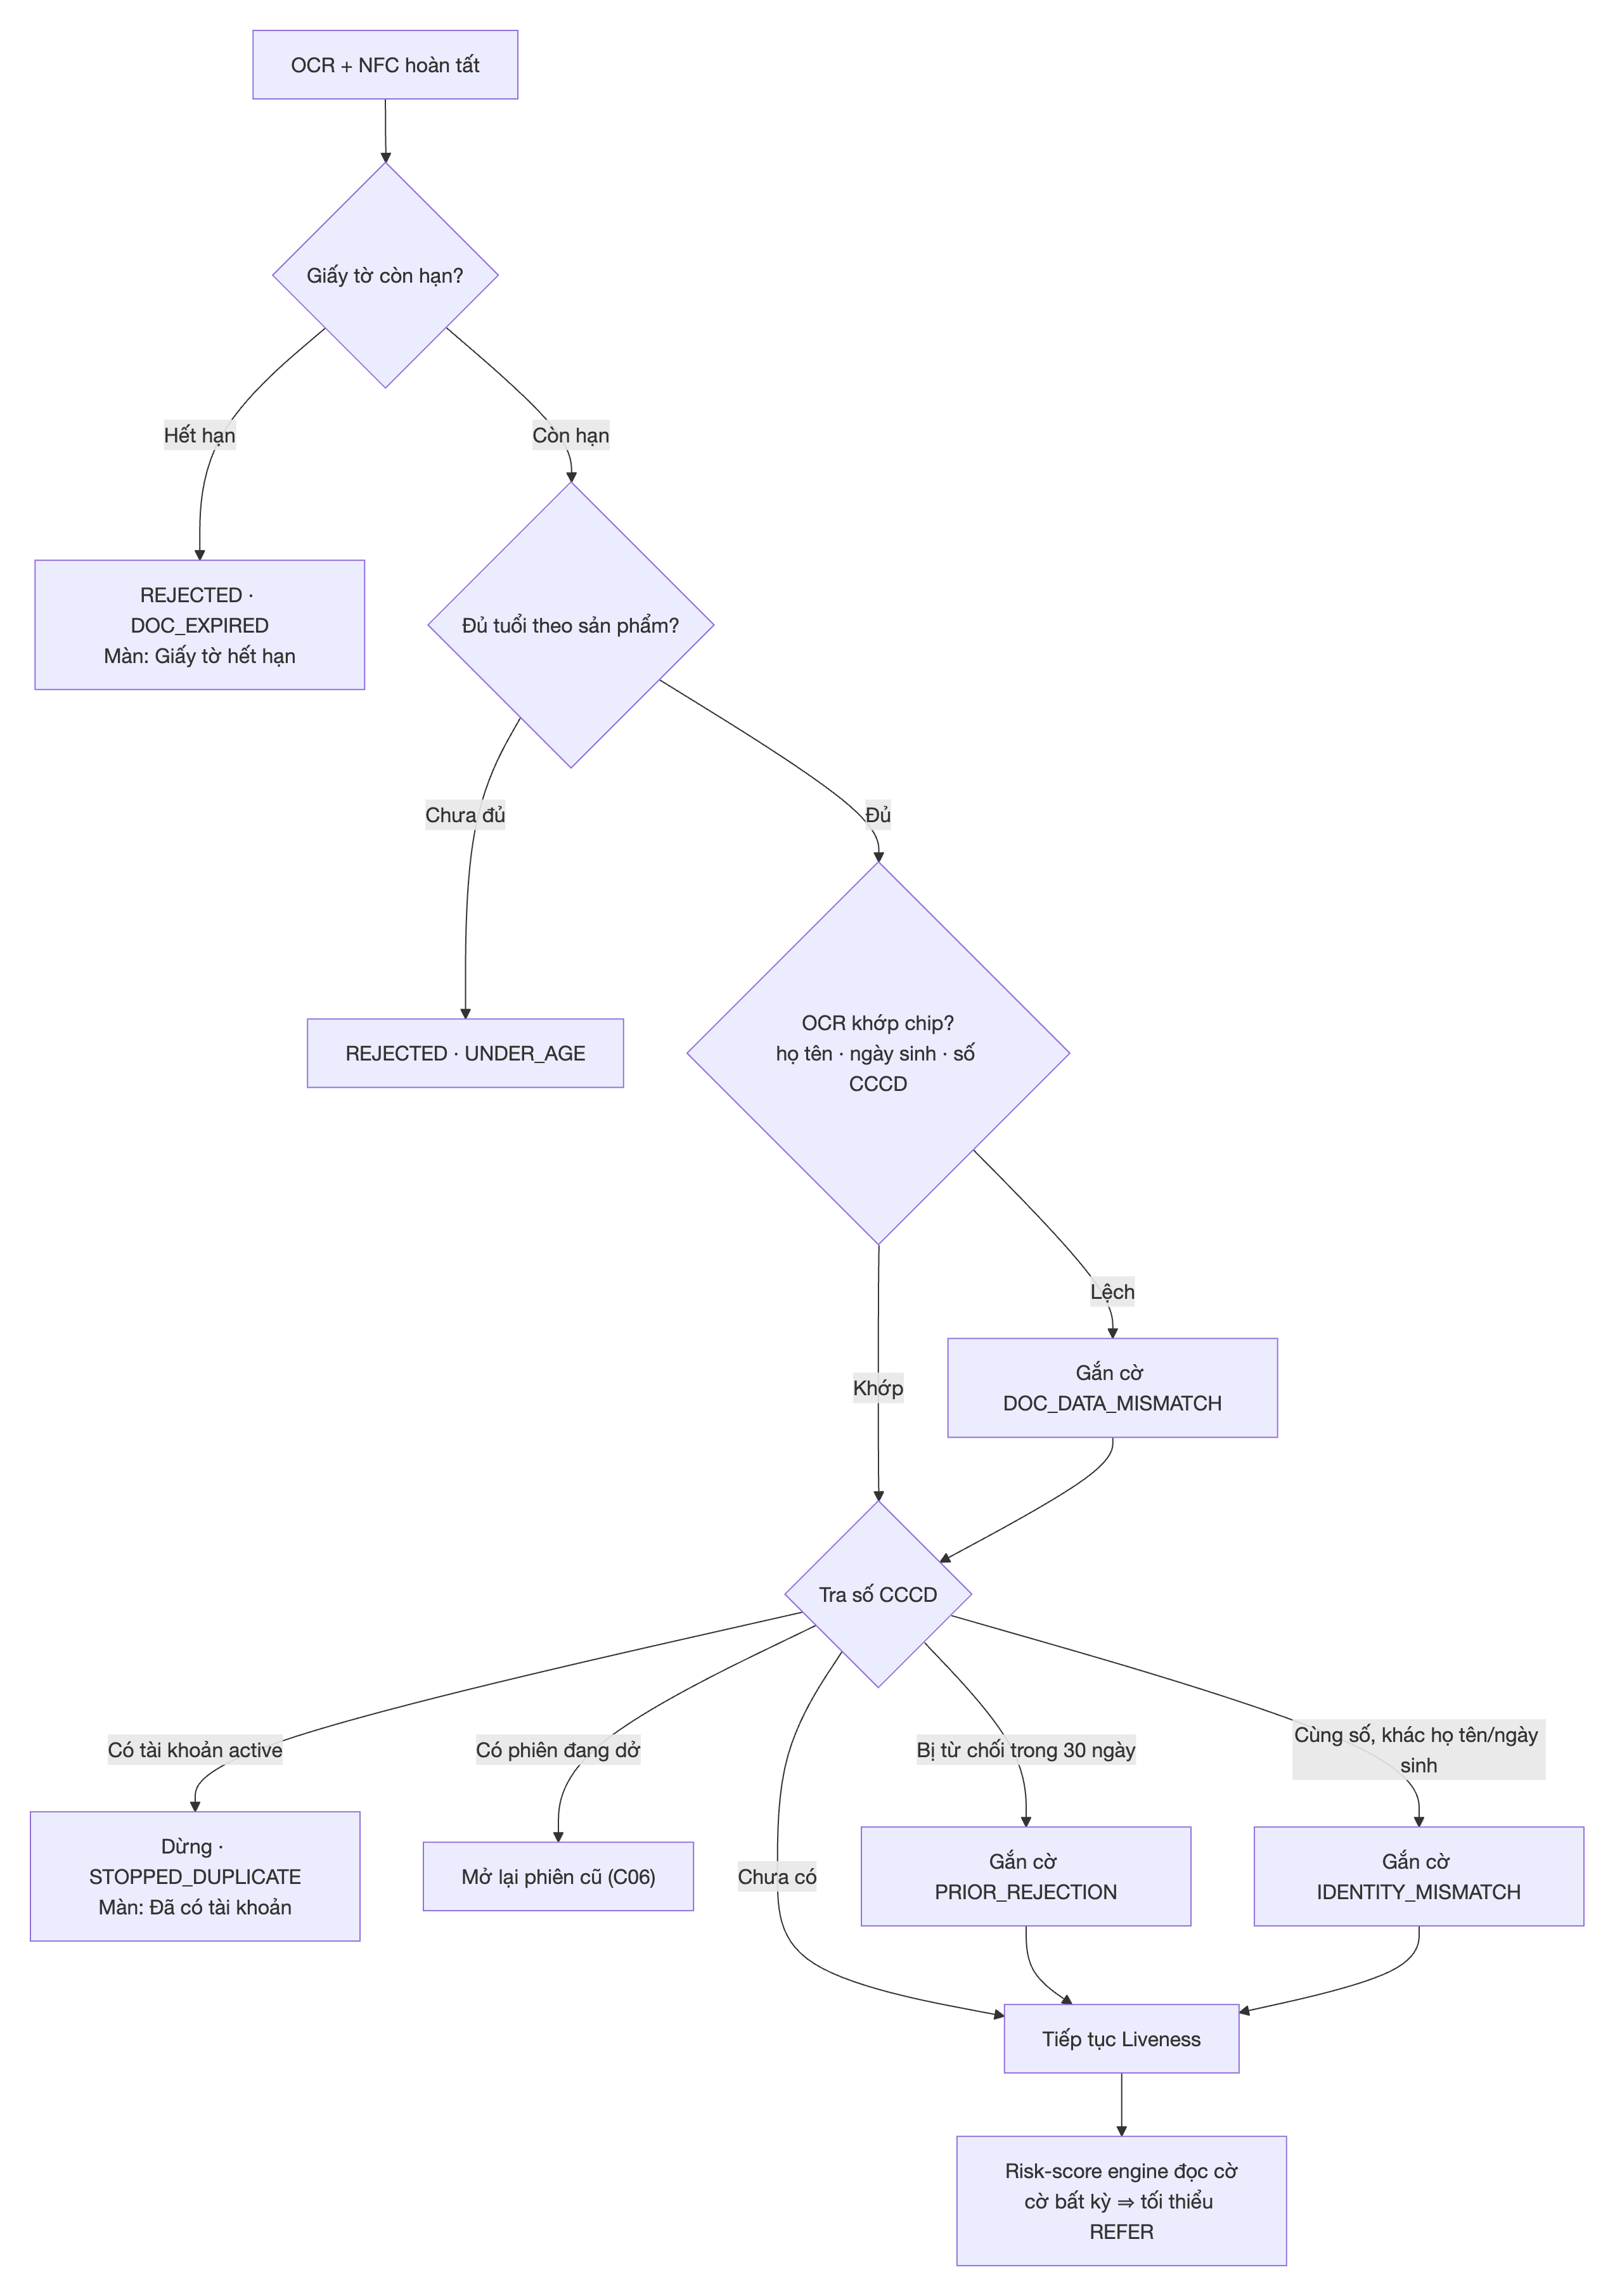 OCR + NFC hoàn tất
Giấy tờ còn hạn?
Hết hạn
Còn hạn
REJECTED ·
DOC_EXPIRED
Màn: Giấy tờ hết hạn
Đủ tuổi theo sản phẩm?
Chưa đủ
Đủ
REJECTED · UNDER_AGE
OCR khớp chip?
họ tên · ngày sinh · số
CCCD
Lệch
Khớp
Gắn cờ
DOC_DATA_MISMATCH
Tra số CCCD
Có tài khoản active
Có phiên đang dở
Bị từ chối trong 30 ngày
Cùng số, khác họ tên/ngày
sinh
Dừng ·
STOPPED_DUPLICATE
Màn: Đã có tài khoản
Mở lại phiên cũ (C06)
Chưa có
Gắn cờ
PRIOR_REJECTION
Gắn cờ
IDENTITY_MISMATCH
Tiếp tục Liveness
Risk-score engine đọc cờ
cờ bất kỳ ⇒ tối thiểu
REFER